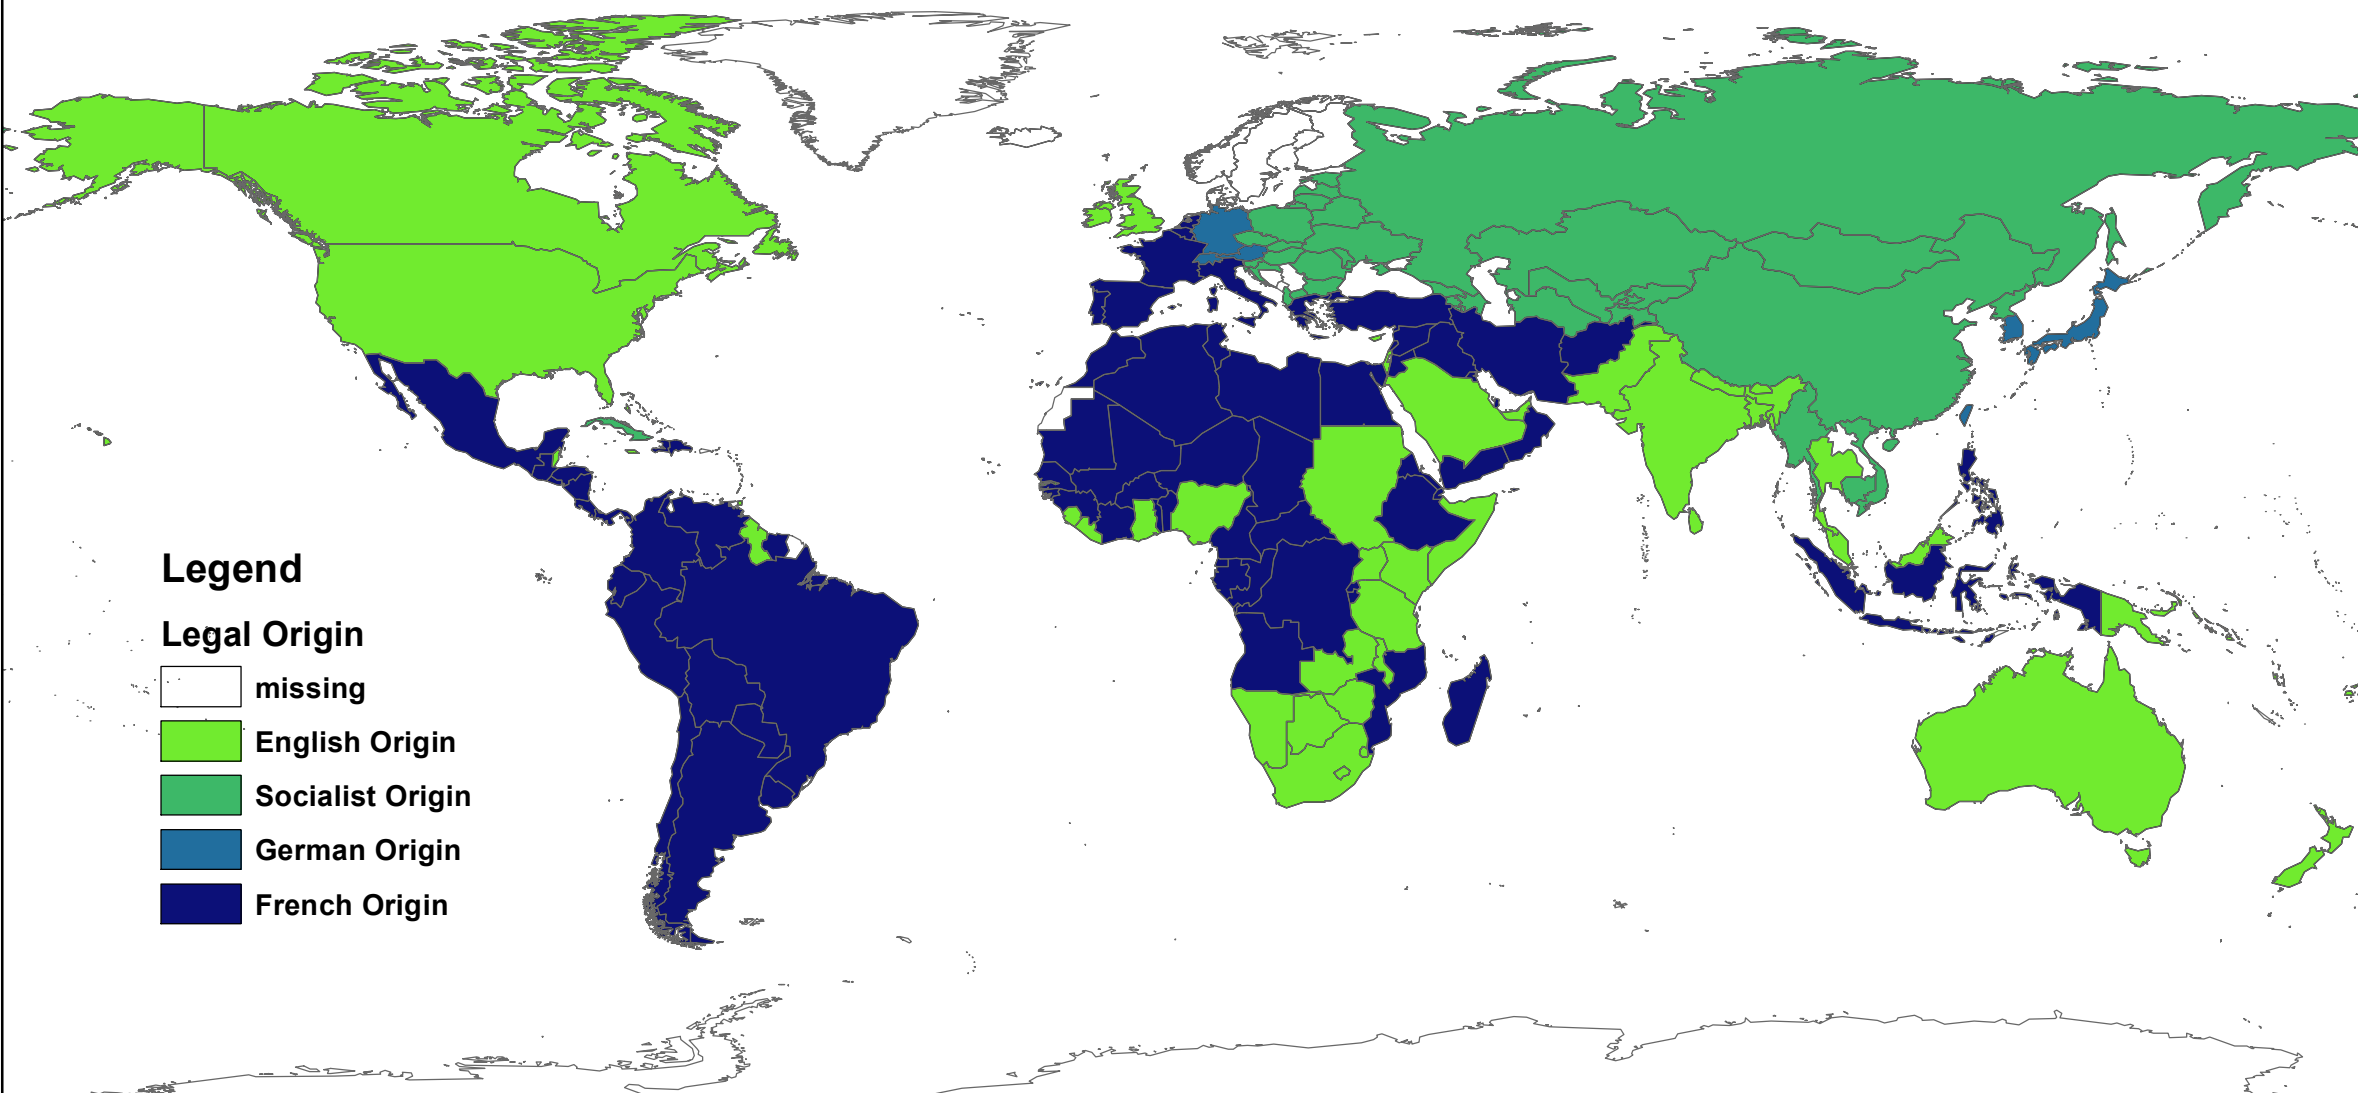 Legend
Legal Origin
missing
English Origin
Socialist Origin
German Origin
French Origin